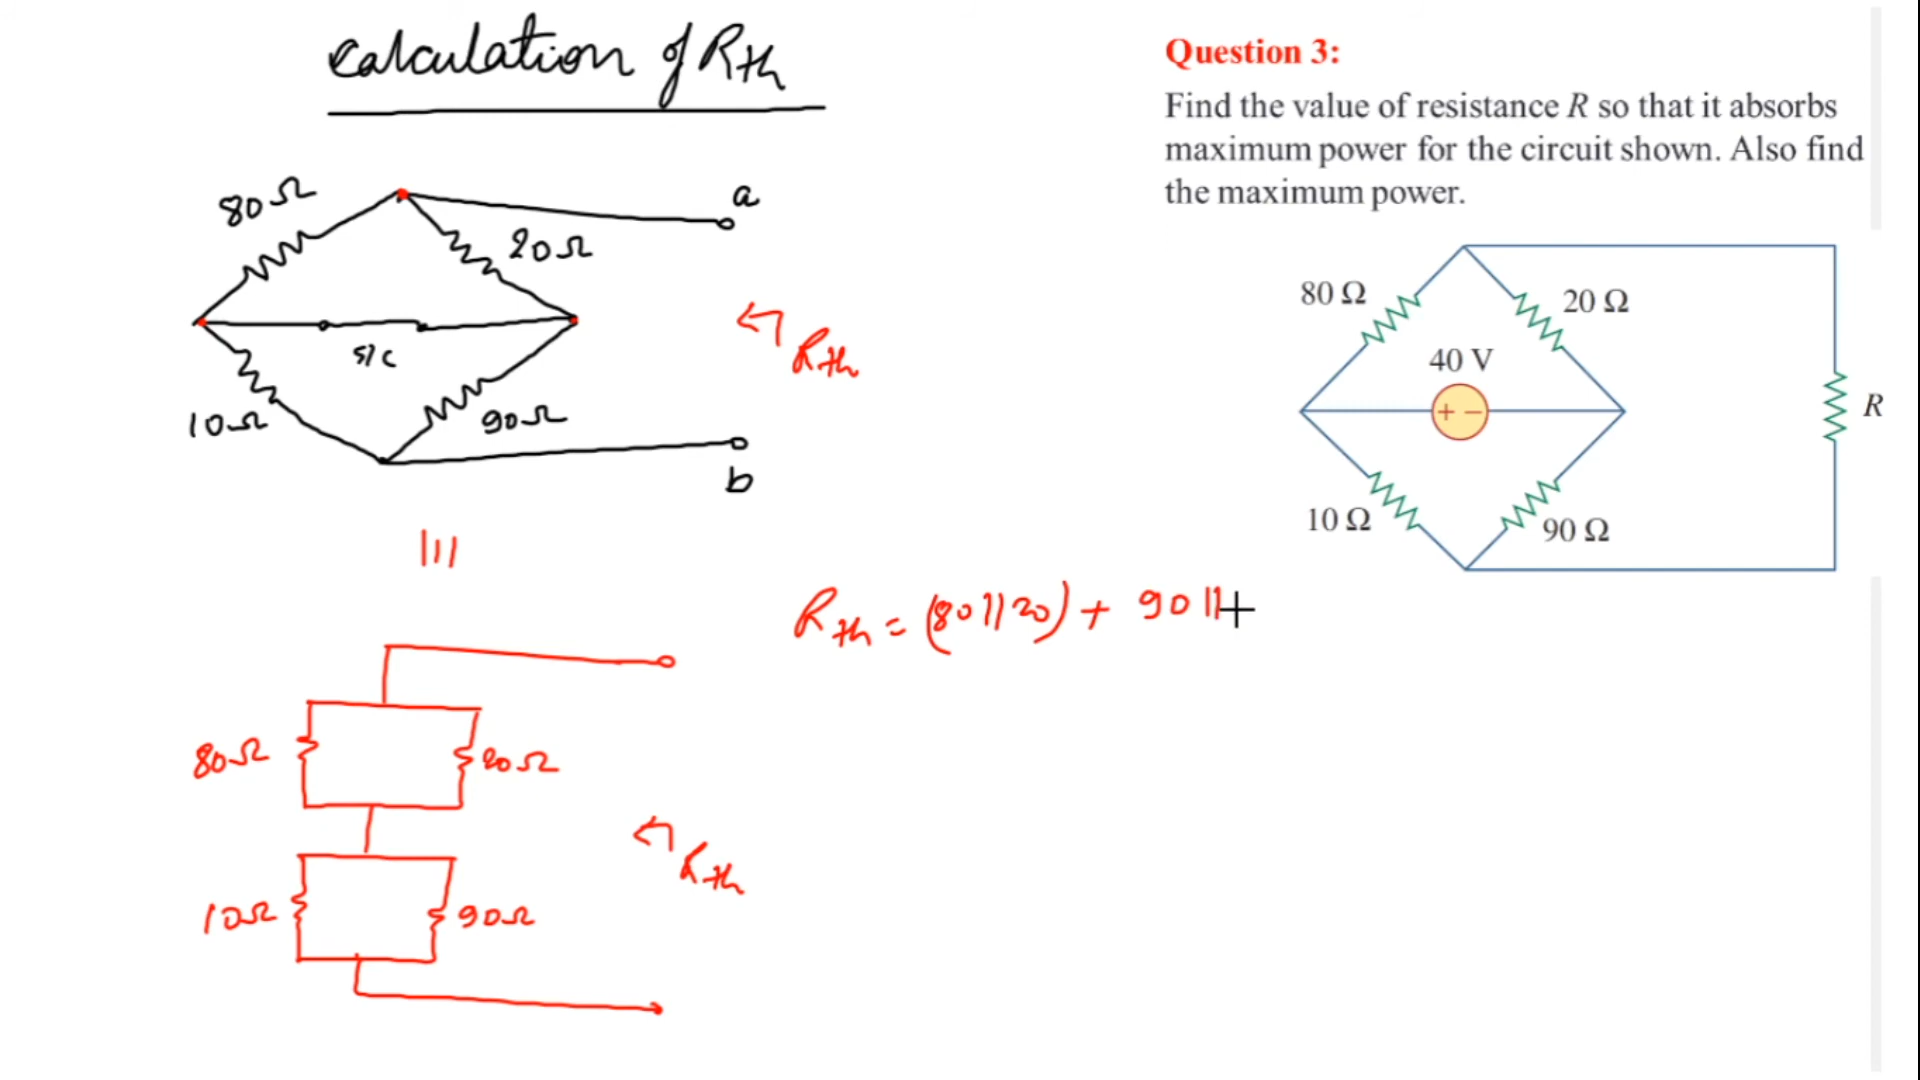 Calculation of Rth
Question 3:
Find the value of resistance R so that it absorbs
maximum power for the circuit shown. Also find
the maximum power.
80Ω
a
20Ω
s/c
Rth
10Ω
90Ω
b
80 Ω
20 Ω
40 V
+ −
R
10 Ω
90 Ω
Rth = (80||20) + 90||
80Ω
20Ω
Rth
10Ω
90Ω